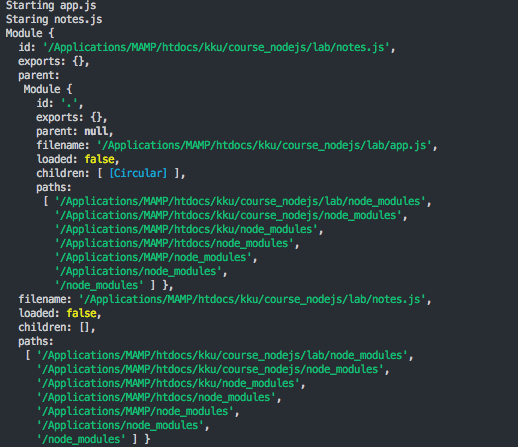 Starting app.js
Staring notes.js
Module {
  id: '/Applications/MAMP/htdocs/kku/course_nodejs/lab/notes.js',
  exports: {},
  parent:
   Module {
     id: '.',
     exports: {},
     parent: null,
     filename: '/Applications/MAMP/htdocs/kku/course_nodejs/lab/app.js',
     loaded: false,
     children: [ [Circular] ],
     paths:
      [ '/Applications/MAMP/htdocs/kku/course_nodejs/lab/node_modules',
        '/Applications/MAMP/htdocs/kku/course_nodejs/node_modules',
        '/Applications/MAMP/htdocs/kku/node_modules',
        '/Applications/MAMP/htdocs/node_modules',
        '/Applications/MAMP/node_modules',
        '/Applications/node_modules',
        '/node_modules' ] },
  filename: '/Applications/MAMP/htdocs/kku/course_nodejs/lab/notes.js',
  loaded: false,
  children: [],
  paths:
   [ '/Applications/MAMP/htdocs/kku/course_nodejs/lab/node_modules',
     '/Applications/MAMP/htdocs/kku/course_nodejs/node_modules',
     '/Applications/MAMP/htdocs/kku/node_modules',
     '/Applications/MAMP/htdocs/node_modules',
     '/Applications/MAMP/node_modules',
     '/Applications/node_modules',
     '/node_modules' ] }